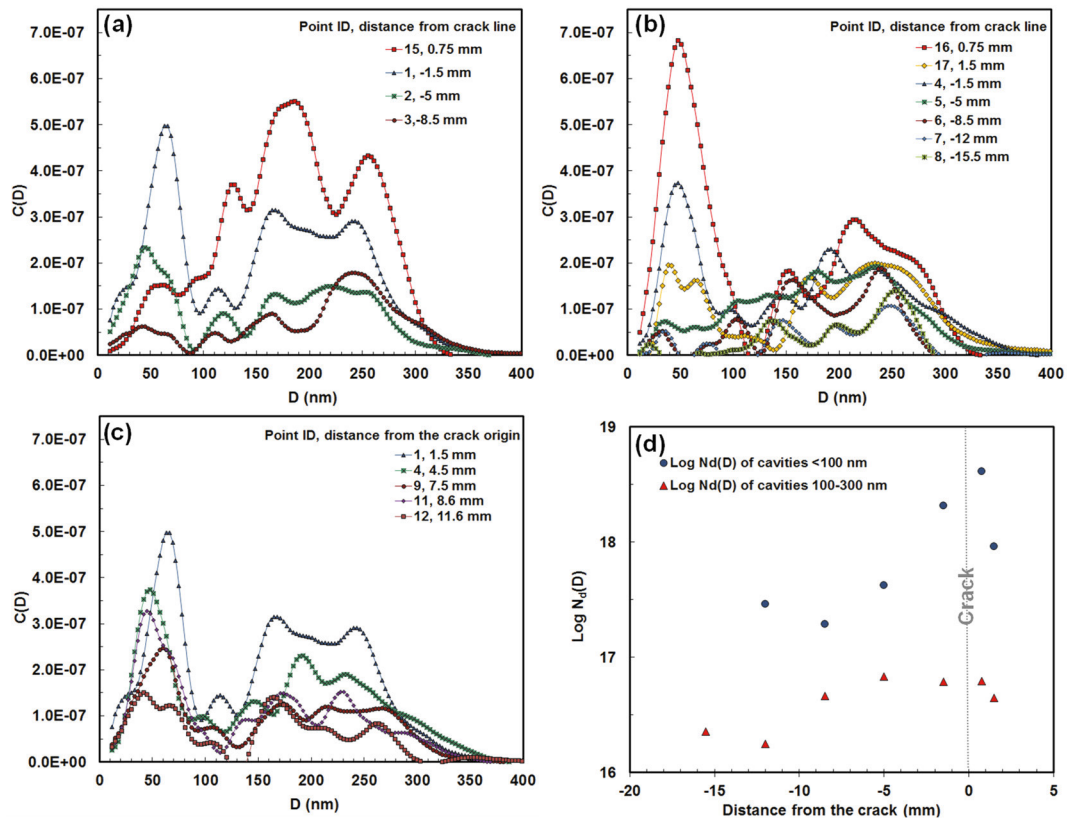 (a)
Point ID, distance from crack line
15, 0.75 mm
1, -1.5 mm
2, -5 mm
3,-8.5 mm
7.0E-07
6.0E-07
5.0E-07
4.0E-07
3.0E-07
2.0E-07
1.0E-07
0.0E+00
C(D)
0 50 100 150 200 250 300 350 400
D (nm)
(b)
Point ID, distance from crack line
16, 0.75 mm
17, 1.5 mm
4, -1.5 mm
5, -5 mm
6, -8.5 mm
7, -12 mm
8, -15.5 mm
7.0E-07
6.0E-07
5.0E-07
4.0E-07
3.0E-07
2.0E-07
1.0E-07
0.0E+00
C(D)
0 50 100 150 200 250 300 350 400
D (nm)
(c)
Point ID, distance from the crack origin
1, 1.5 mm
4, 4.5 mm
9, 7.5 mm
11, 8.6 mm
12, 11.6 mm
7.0E-07
6.0E-07
5.0E-07
4.0E-07
3.0E-07
2.0E-07
1.0E-07
0.0E+00
C(D)
0 50 100 150 200 250 300 350 400
D (nm)
(d)
Log Nd(D) of cavities <100 nm
Log Nd(D) of cavities 100-300 nm
19
18
17
16
Log Nd(D)
Crack
-20 -15 -10 -5 0 5
Distance from the crack (mm)